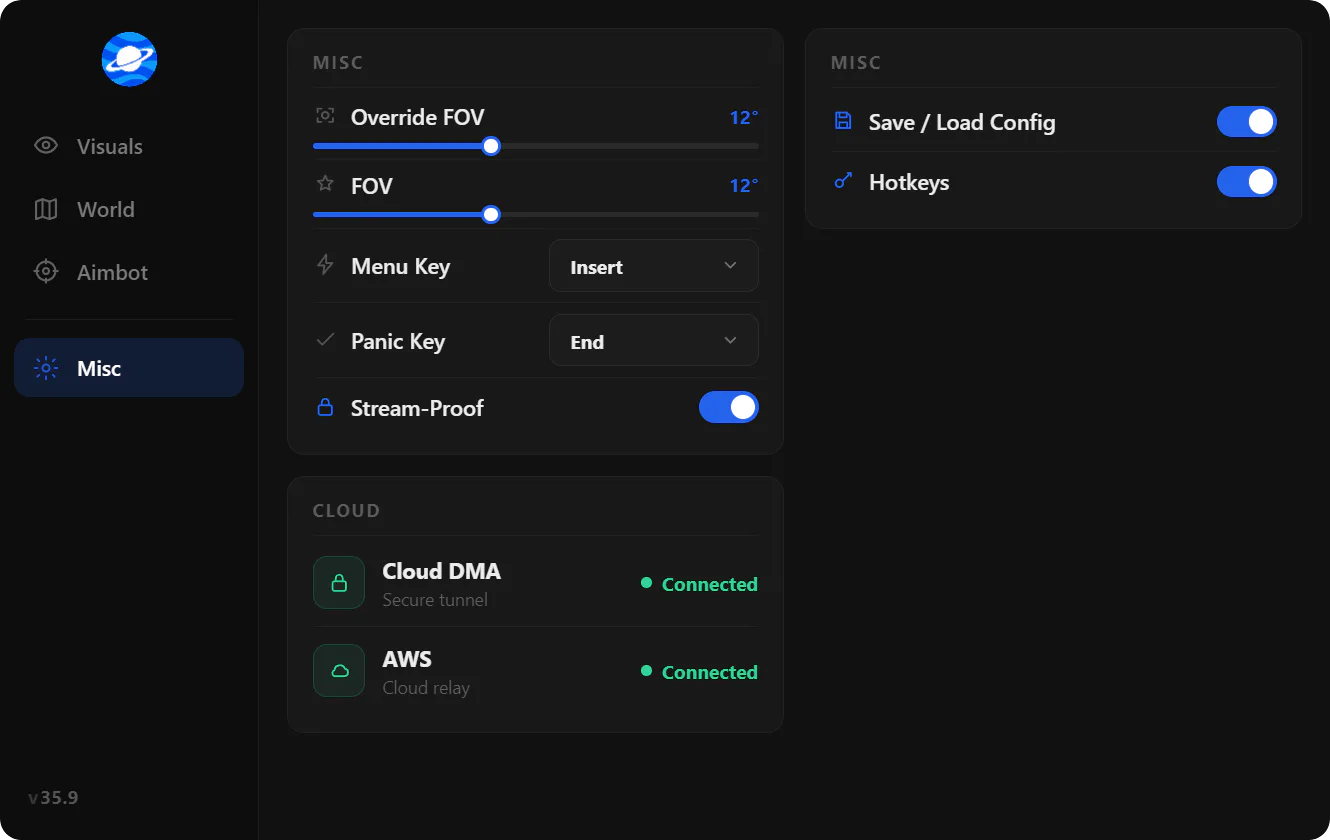 Visuals
World
Aimbot
Misc
v35.9
MISC
Override FOV 12°
FOV 12°
Menu Key Insert
Panic Key End
Stream-Proof
CLOUD
Cloud DMA
Secure tunnel
Connected
AWS
Cloud relay
Connected
MISC
Save / Load Config
Hotkeys